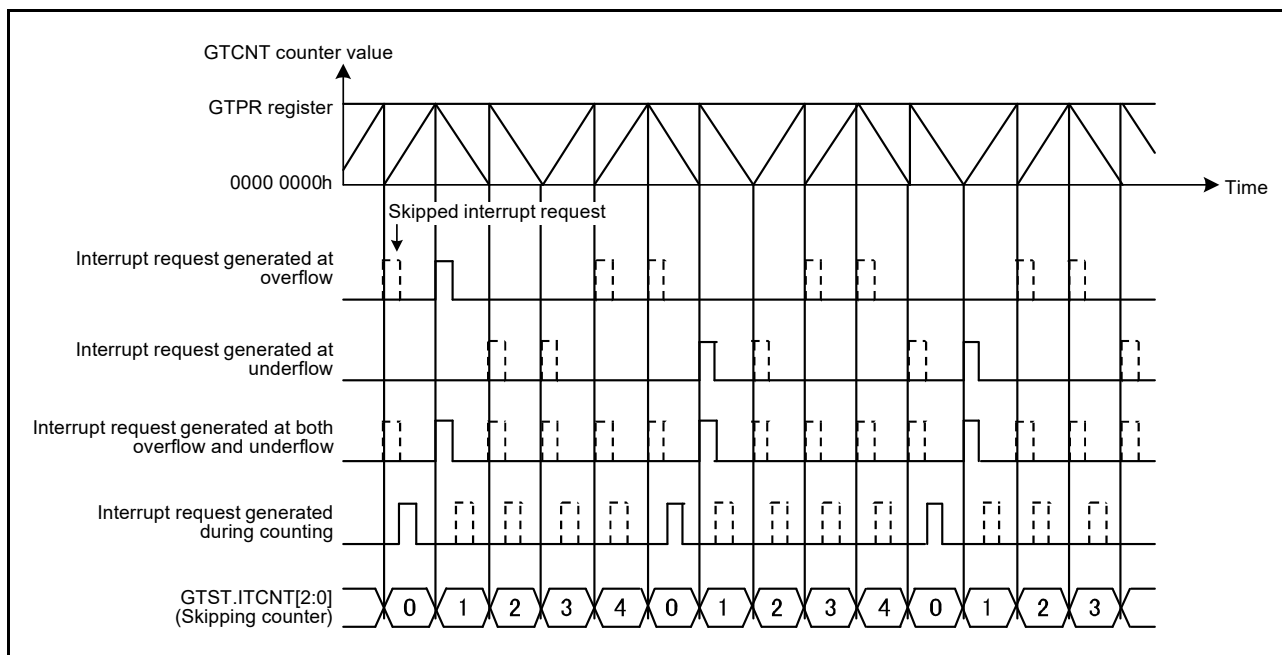 GTCNT counter value
GTPR register
0000 0000h
Time
Skipped interrupt request
Interrupt request generated at
overflow
Interrupt request generated at
underflow
Interrupt request generated at both
overflow and underflow
Interrupt request generated
during counting
GTST.ITCNT[2:0]
(Skipping counter)
0 1 2 3 4 0 1 2 3 4 0 1 2 3